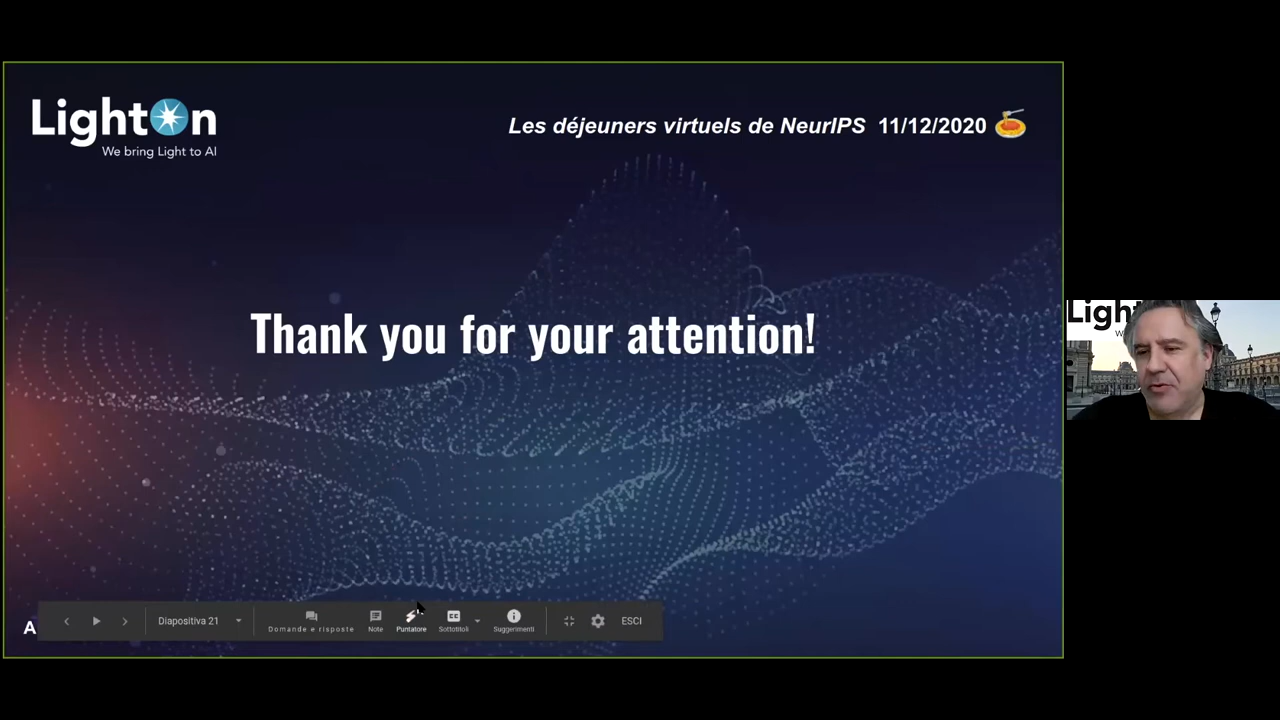 LightOn
We bring Light to AI
Les déjeuners virtuels de NeurIPS 11/12/2020
Thank you for your attention!
A
Diapositiva 21
Domande e risposte
Note
Puntatore
Sottotitoli
Suggerimenti
ESCI
Light